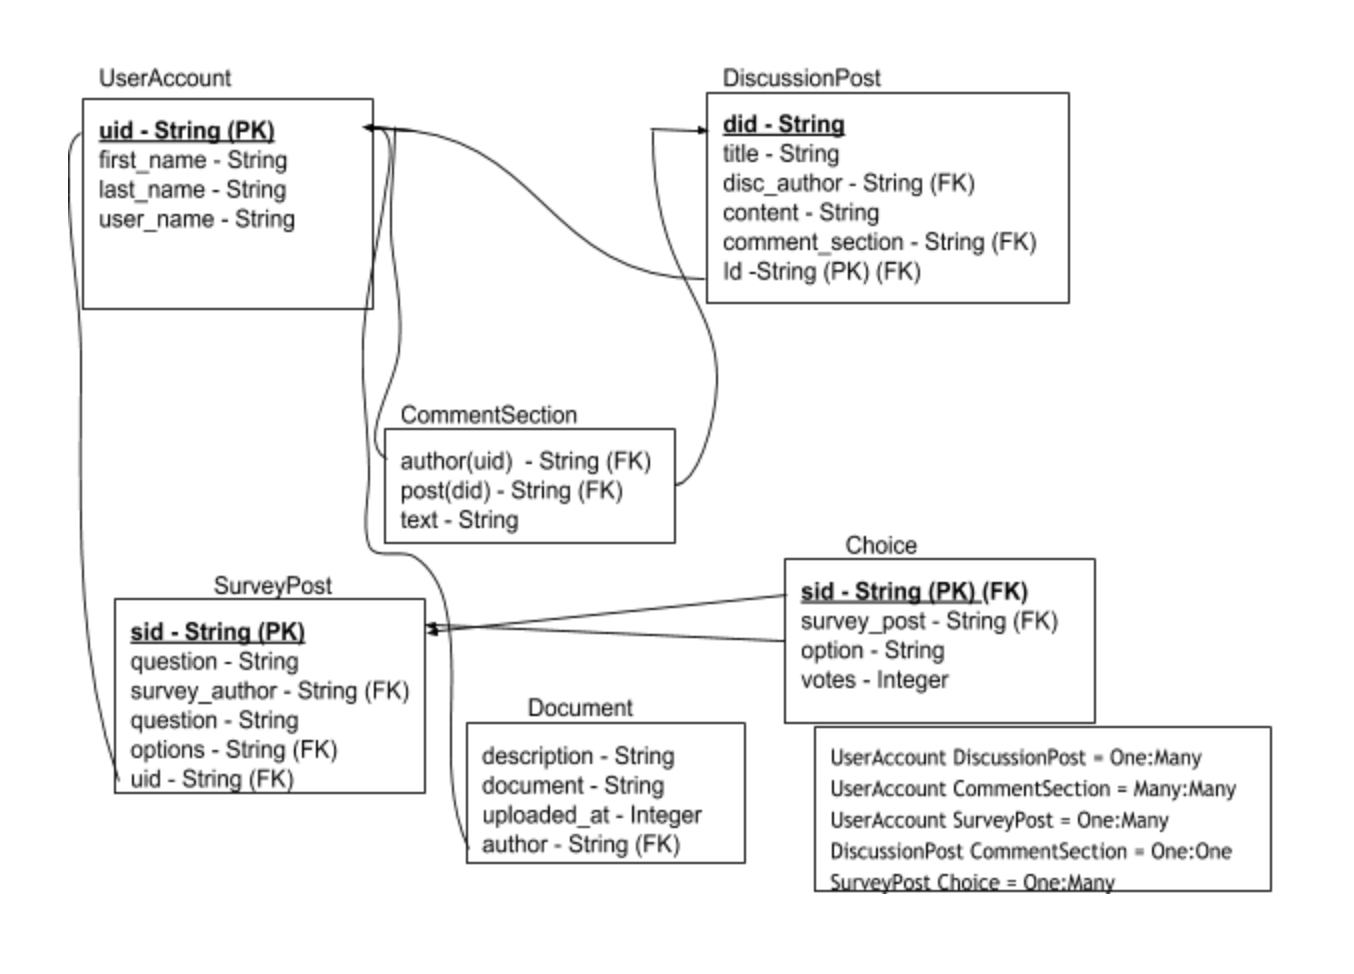 UserAccount
uid - String (PK)
first_name - String
last_name - String
user_name - String
DiscussionPost
did - String
title - String
disc_author - String (FK)
content - String
comment_section - String (FK)
Id -String (PK) (FK)
CommentSection
author(uid) - String (FK)
post(did) - String (FK)
text - String
Choice
sid - String (PK) (FK)
survey_post - String (FK)
option - String
votes - Integer
SurveyPost
sid - String (PK)
question - String
survey_author - String (FK)
question - String
options - String (FK)
uid - String (FK)
Document
description - String
document - String
uploaded_at - Integer
author - String (FK)
UserAccount DiscussionPost = One:Many
UserAccount CommentSection = Many:Many
UserAccount SurveyPost = One:Many
DiscussionPost CommentSection = One:One
SurveyPost Choice = One:Many